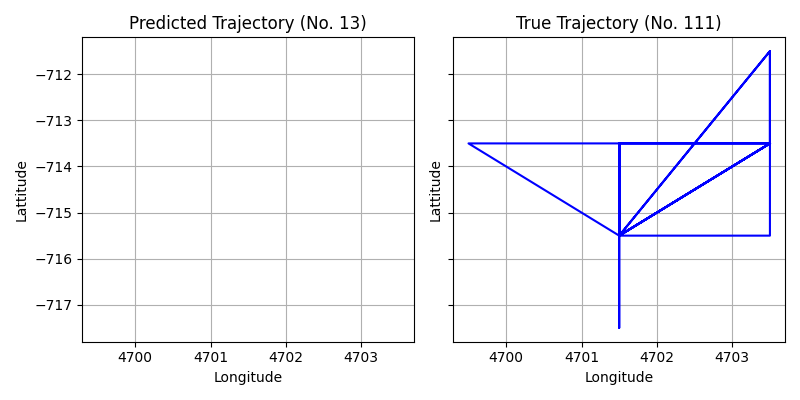 Predicted Trajectory (No. 13)
True Trajectory (No. 111)
−712
−713
−714
−715
−716
−717
Lattitude
Lattitude
4700
4701
4702
4703
4700
4701
4702
4703
Longitude
Longitude